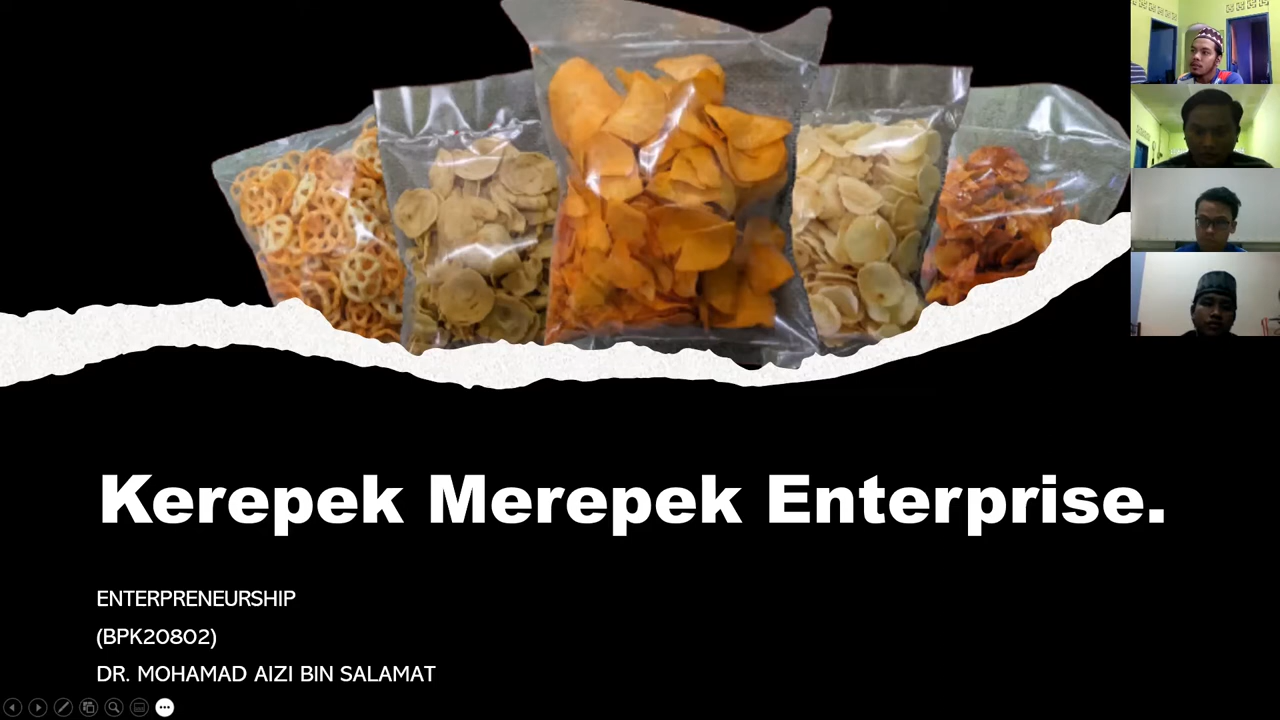 Kerepek Merepek Enterprise.
ENTERPRENEURSHIP
(BPK20802)
DR. MOHAMAD AIZI BIN SALAMAT